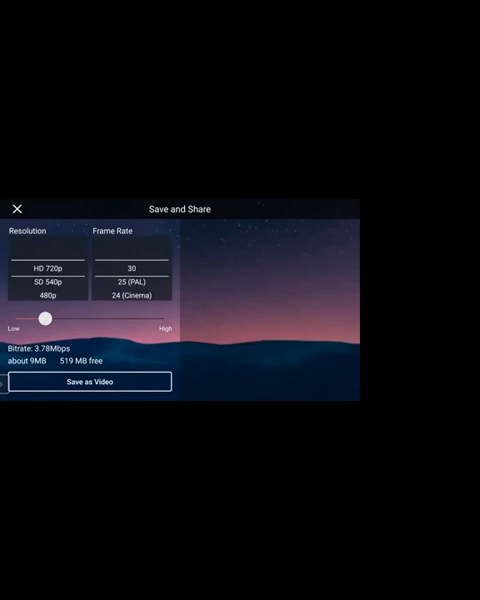 Save and Share
Resolution
Frame Rate
HD 720p
30
SD 540p
25 (PAL)
480p
24 (Cinema)
Low
High
Bitrate: 3.78Mbps
about 9MB
519 MB free
Save as Video